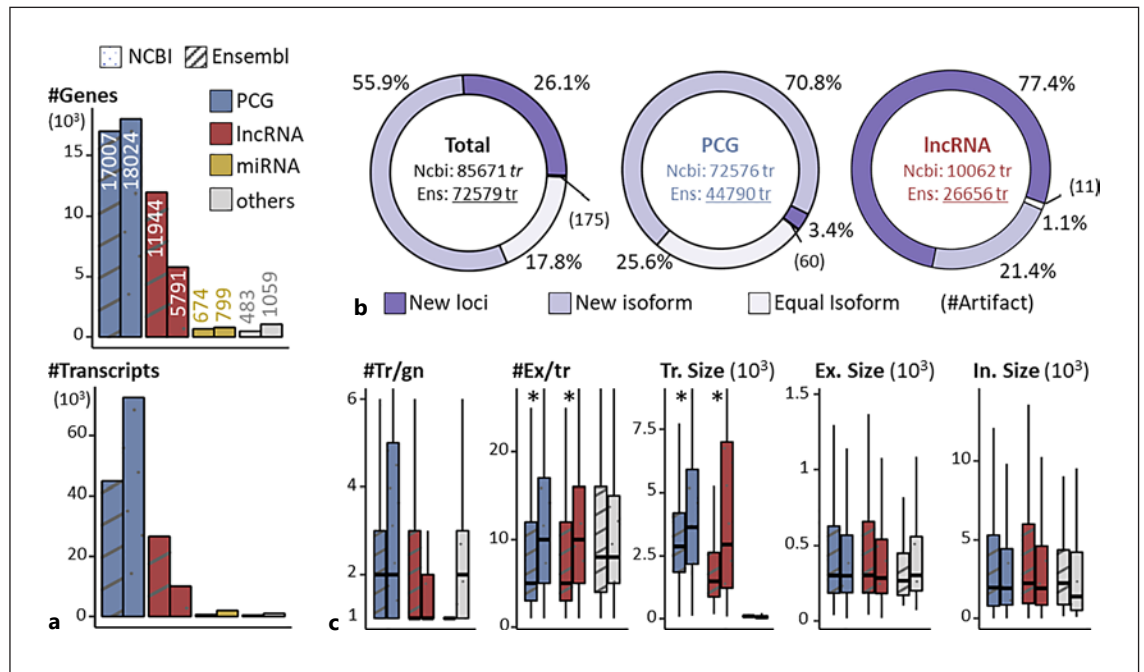 NCBI Ensembl
#Genes
(10³)
15
10
5
0
17007
18024
11944
5791
674
799
483
1059
PCG
lncRNA
miRNA
others
#Transcripts
(10³)
60
40
20
0
a
55.9%
26.1%
Total
Ncbi: 85671 tr
Ens: 72579 tr
(175)
17.8%
70.8%
PCG
Ncbi: 72576 tr
Ens: 44790 tr
3.4%
(60)
25.6%
77.4%
lncRNA
Ncbi: 10062 tr
Ens: 26656 tr
(11)
1.1%
21.4%
b
New loci New isoform Equal Isoform (#Artifact)
#Tr/gn
6
4
2
1
#Ex/tr
* *
20
10
0
Tr. Size (10³)
* *
7.5
5
2.5
0
Ex. Size (10³)
1.5
1
0.5
0
In. Size (10³)
10
5
0
c